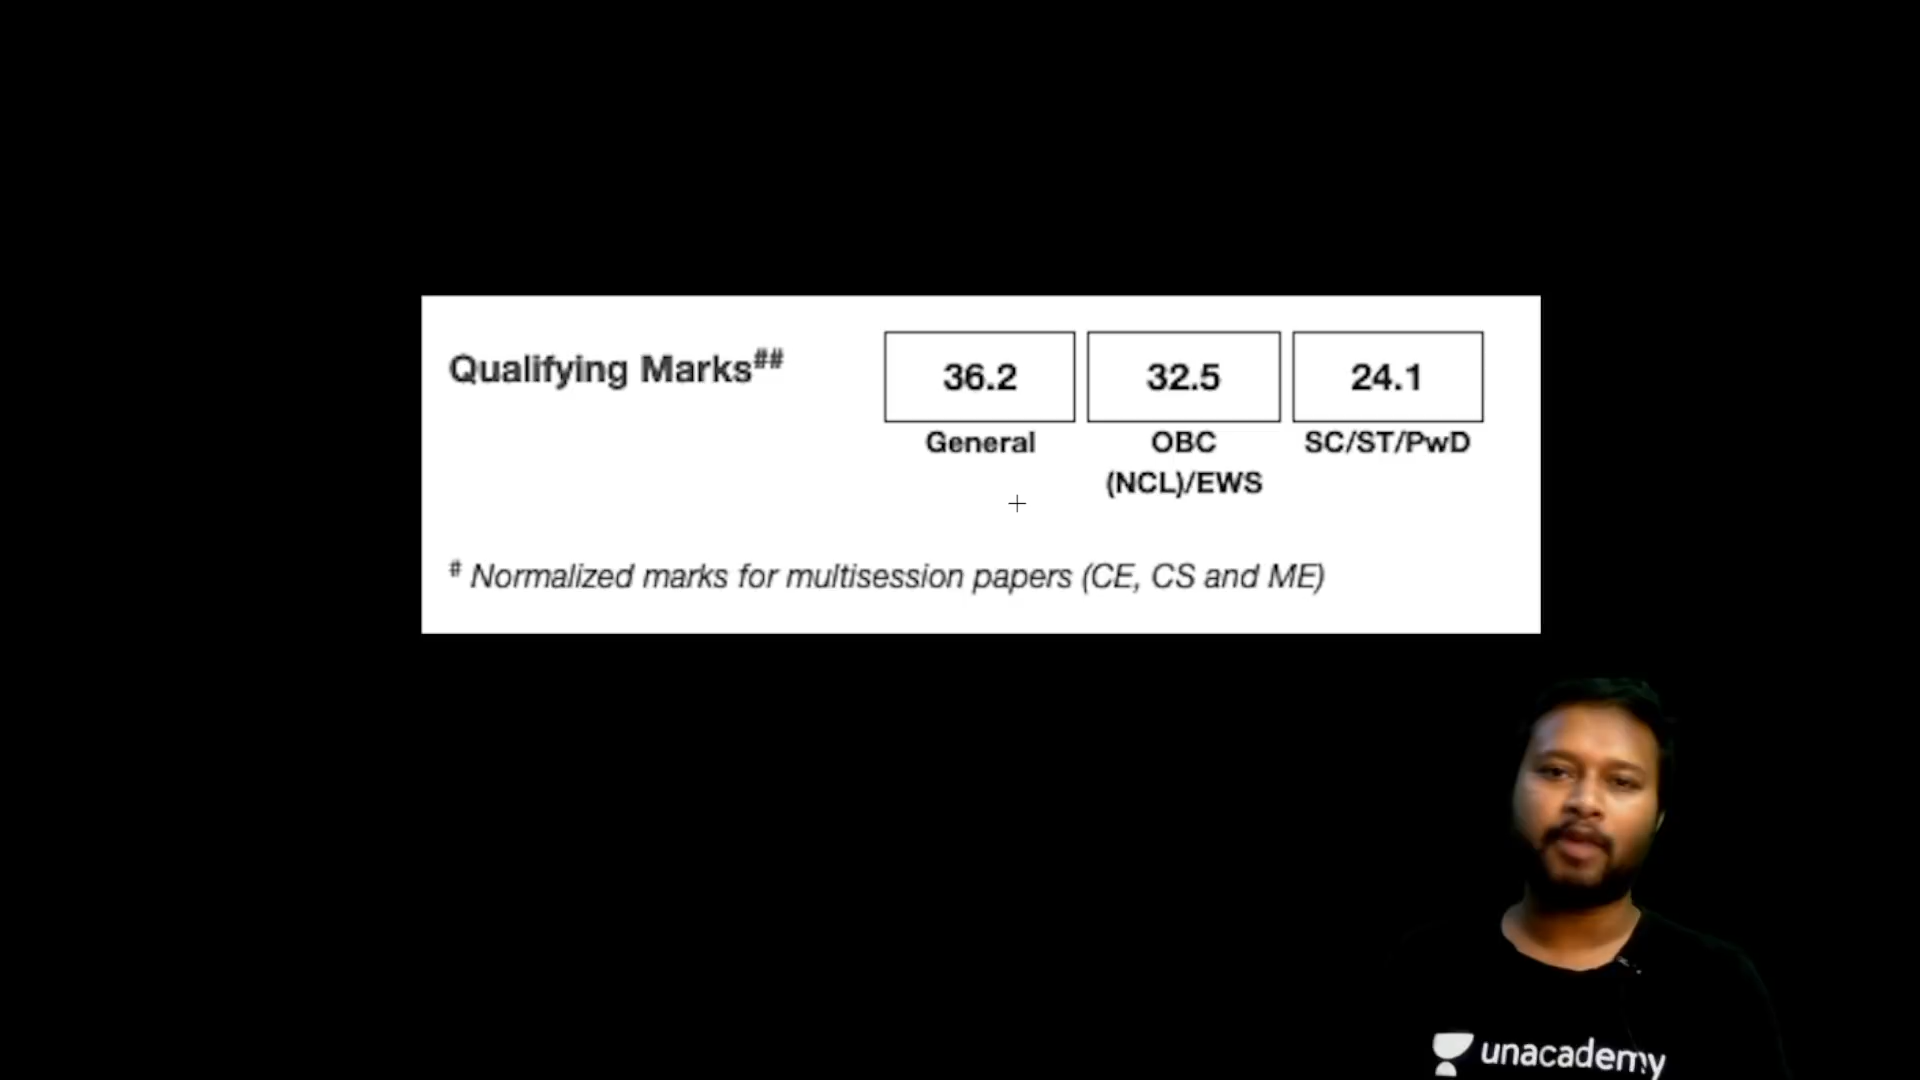 Qualifying Marks##
36.2 32.5 24.1
General OBC SC/ST/PwD
(NCL)/EWS
# Normalized marks for multisession papers (CE, CS and ME)
unacademy